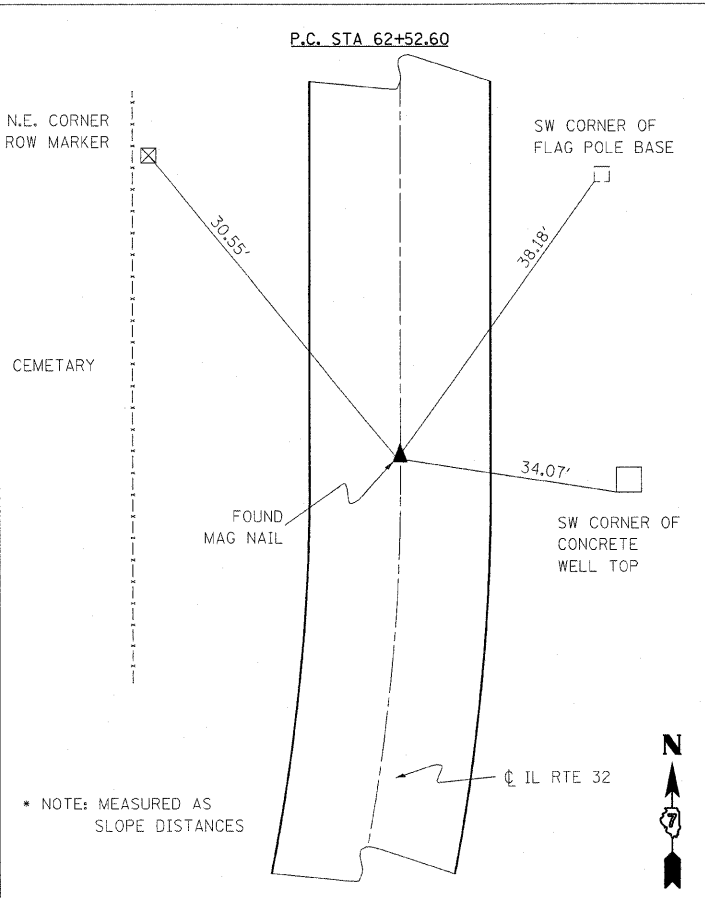 P.C. STA 62+52.60
N.E. CORNER
ROW MARKER
SW CORNER OF
FLAG POLE BASE
30.55'
38.18'
CEMETARY
34.07'
FOUND
MAG NAIL
SW CORNER OF
CONCRETE
WELL TOP
N
℄ IL RTE 32
* NOTE: MEASURED AS
SLOPE DISTANCES
7